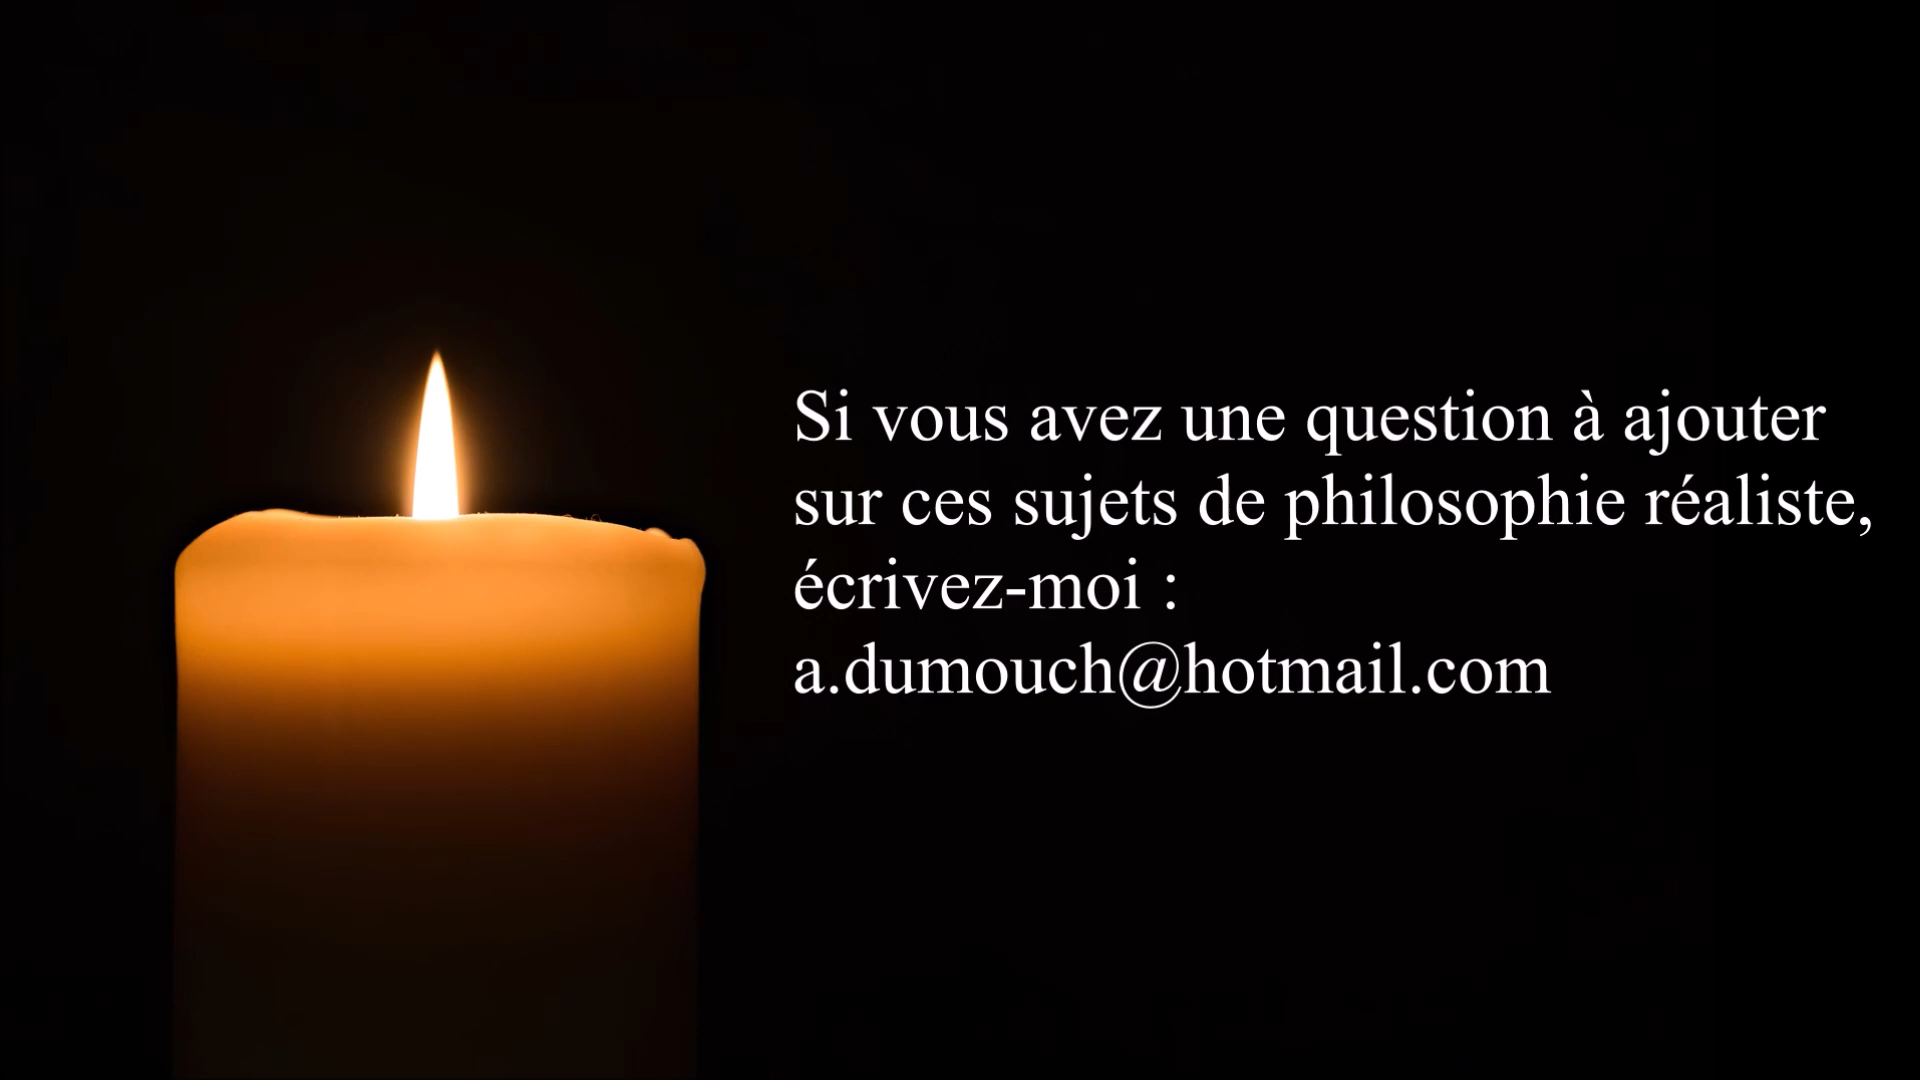 Si vous avez une question à ajouter
sur ces sujets de philosophie réaliste,
écrivez-moi :
a.dumouch@hotmail.com